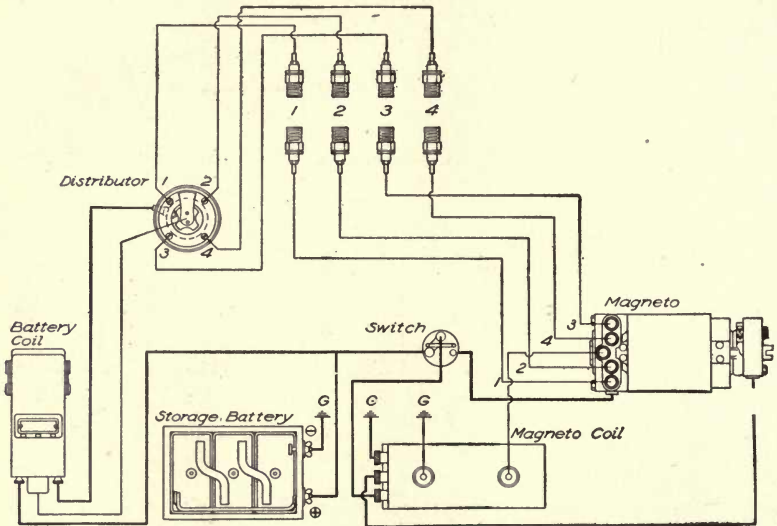 1 2 3 4
Distributor
1 2
3 4
Battery
Coil
Switch
Magneto
3
4
2
1
Storage Battery
G
⊖
⊕
G
G
Magneto Coil